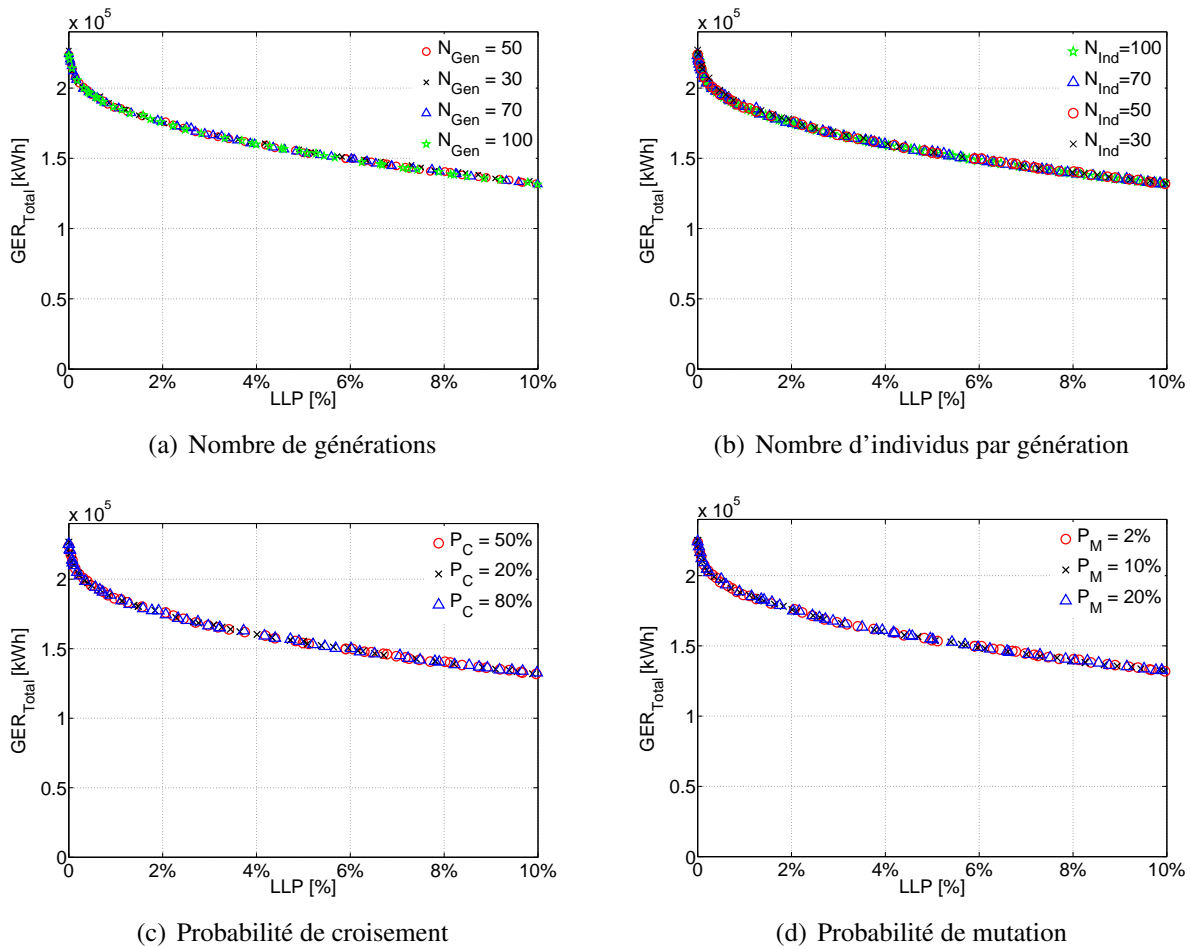 x 10^5
GER_Total [kWh]
2
1.5
1
0.5
0
0 2% 4% 6% 8% 10%
LLP [%]
N_Gen = 50
N_Gen = 30
N_Gen = 70
N_Gen = 100
(a) Nombre de générations
x 10^5
GER_Total [kWh]
2
1.5
1
0.5
0
0 2% 4% 6% 8% 10%
LLP [%]
N_Ind=100
N_Ind=70
N_Ind=50
N_Ind=30
(b) Nombre d'individus par génération
x 10^5
GER_Total [kWh]
2
1.5
1
0.5
0
0 2% 4% 6% 8% 10%
LLP [%]
P_C = 50%
P_C = 20%
P_C = 80%
(c) Probabilité de croisement
x 10^5
GER_Total [kWh]
2
1.5
1
0.5
0
0 2% 4% 6% 8% 10%
LLP [%]
P_M = 2%
P_M = 10%
P_M = 20%
(d) Probabilité de mutation